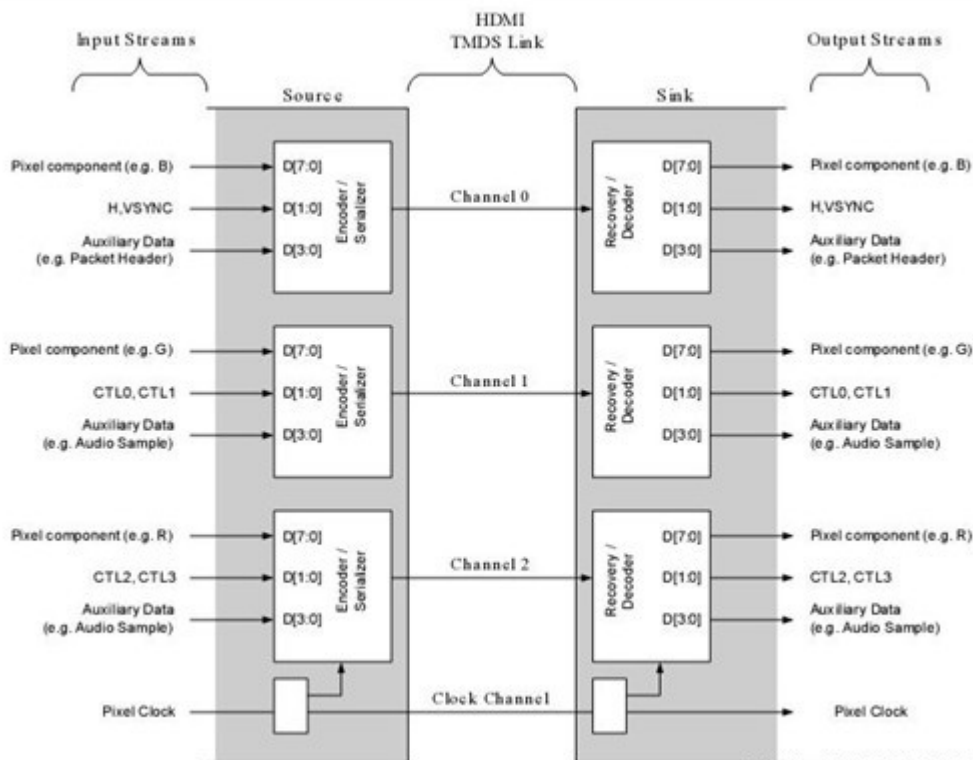 HDMI
TMDS Link
Input Streams
Output Streams
Source
Sink
Pixel component (e.g. B)
H,VSYNC
Auxiliary Data
(e.g. Packet Header)
D[7:0]
D[1:0]
D[3:0]
Encoder /
Serializer
Channel 0
Recovery /
Decoder
D[7:0]
D[1:0]
D[3:0]
Pixel component (e.g. B)
H,VSYNC
Auxiliary Data
(e.g. Packet Header)
Pixel component (e.g. G)
CTL0, CTL1
Auxiliary Data
(e.g. Audio Sample)
D[7:0]
D[1:0]
D[3:0]
Encoder /
Serializer
Channel 1
Recovery /
Decoder
D[7:0]
D[1:0]
D[3:0]
Pixel component (e.g. G)
CTL0, CTL1
Auxiliary Data
(e.g. Audio Sample)
Pixel component (e.g. R)
CTL2, CTL3
Auxiliary Data
(e.g. Audio Sample)
D[7:0]
D[1:0]
D[3:0]
Encoder /
Serializer
Channel 2
Recovery /
Decoder
D[7:0]
D[1:0]
D[3:0]
Pixel component (e.g. R)
CTL2, CTL3
Auxiliary Data
(e.g. Audio Sample)
Pixel Clock
Clock Channel
Pixel Clock